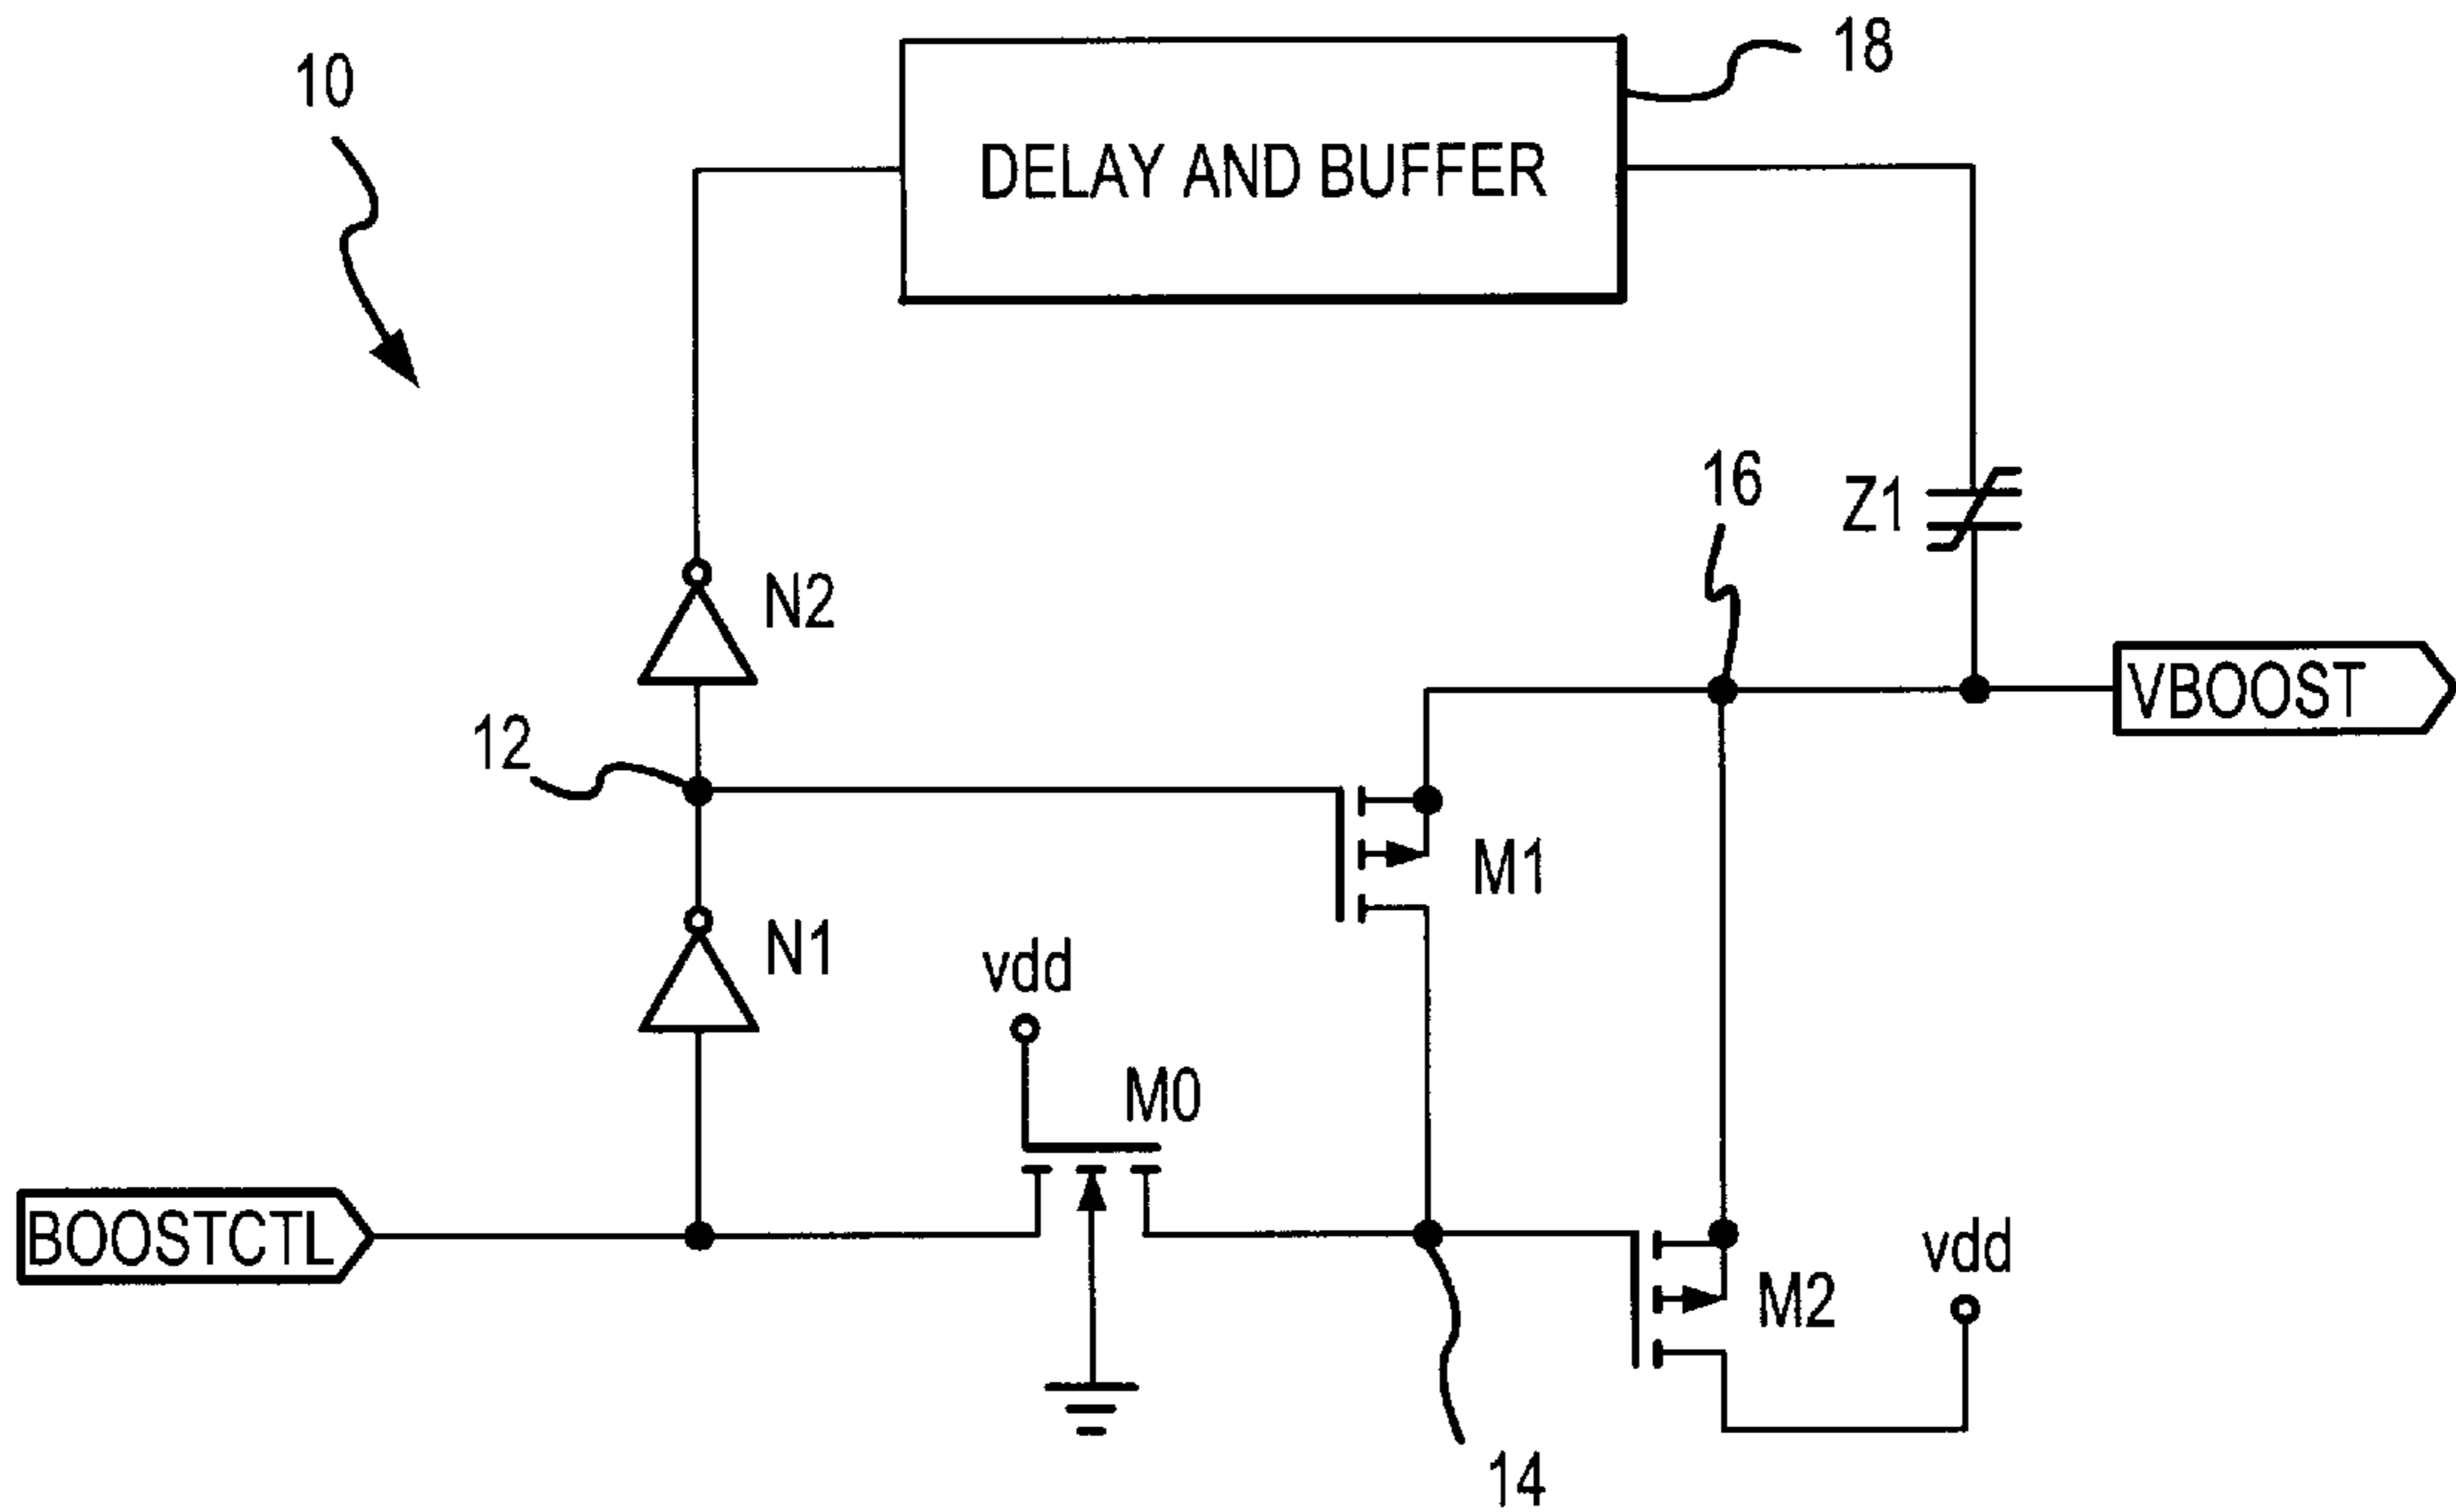 10
18
DELAY AND BUFFER
16
Z1
N2
VBOOST
12
M1
N1
vdd
M0
BOOSTCTL
vdd
M2
14